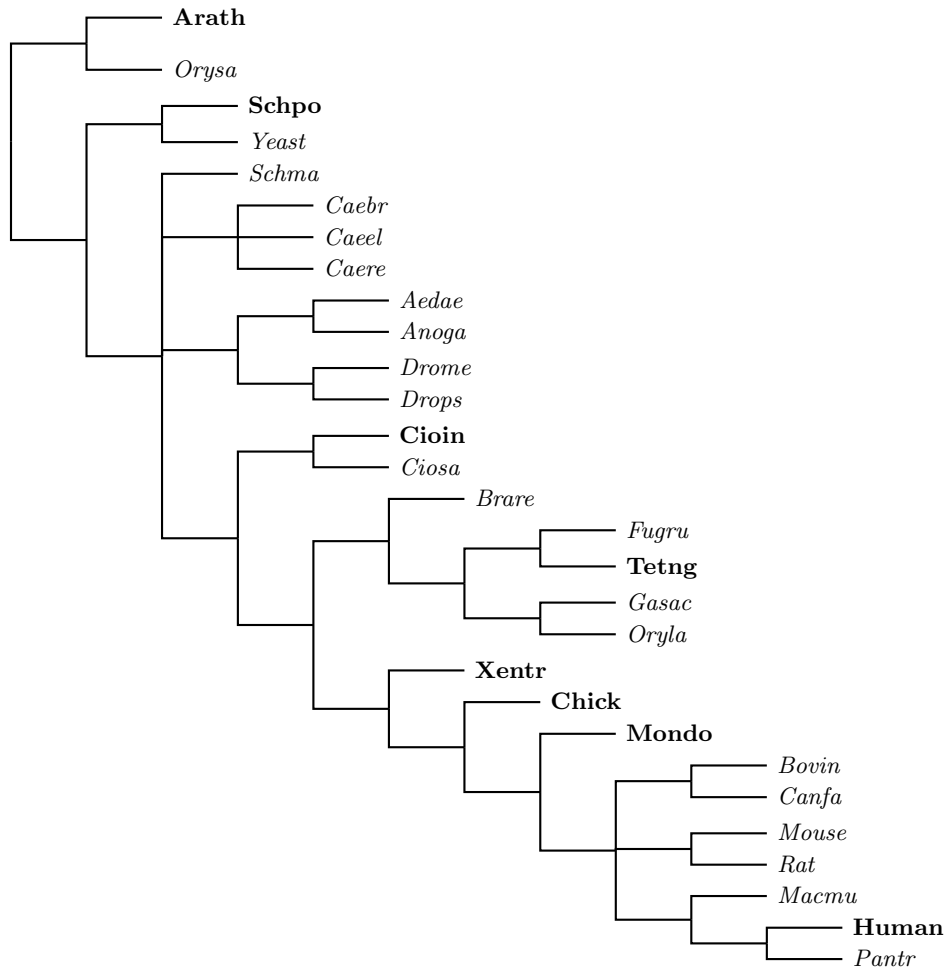 Arath
Orysa
Schpo
Yeast
Schma
Caebr
Caeel
Caere
Aedae
Anoga
Drome
Drops
Cioin
Ciosa
Brare
Fugru
Tetng
Gasac
Oryla
Xentr
Chick
Mondo
Bovin
Canfa
Mouse
Rat
Macmu
Human
Pantr